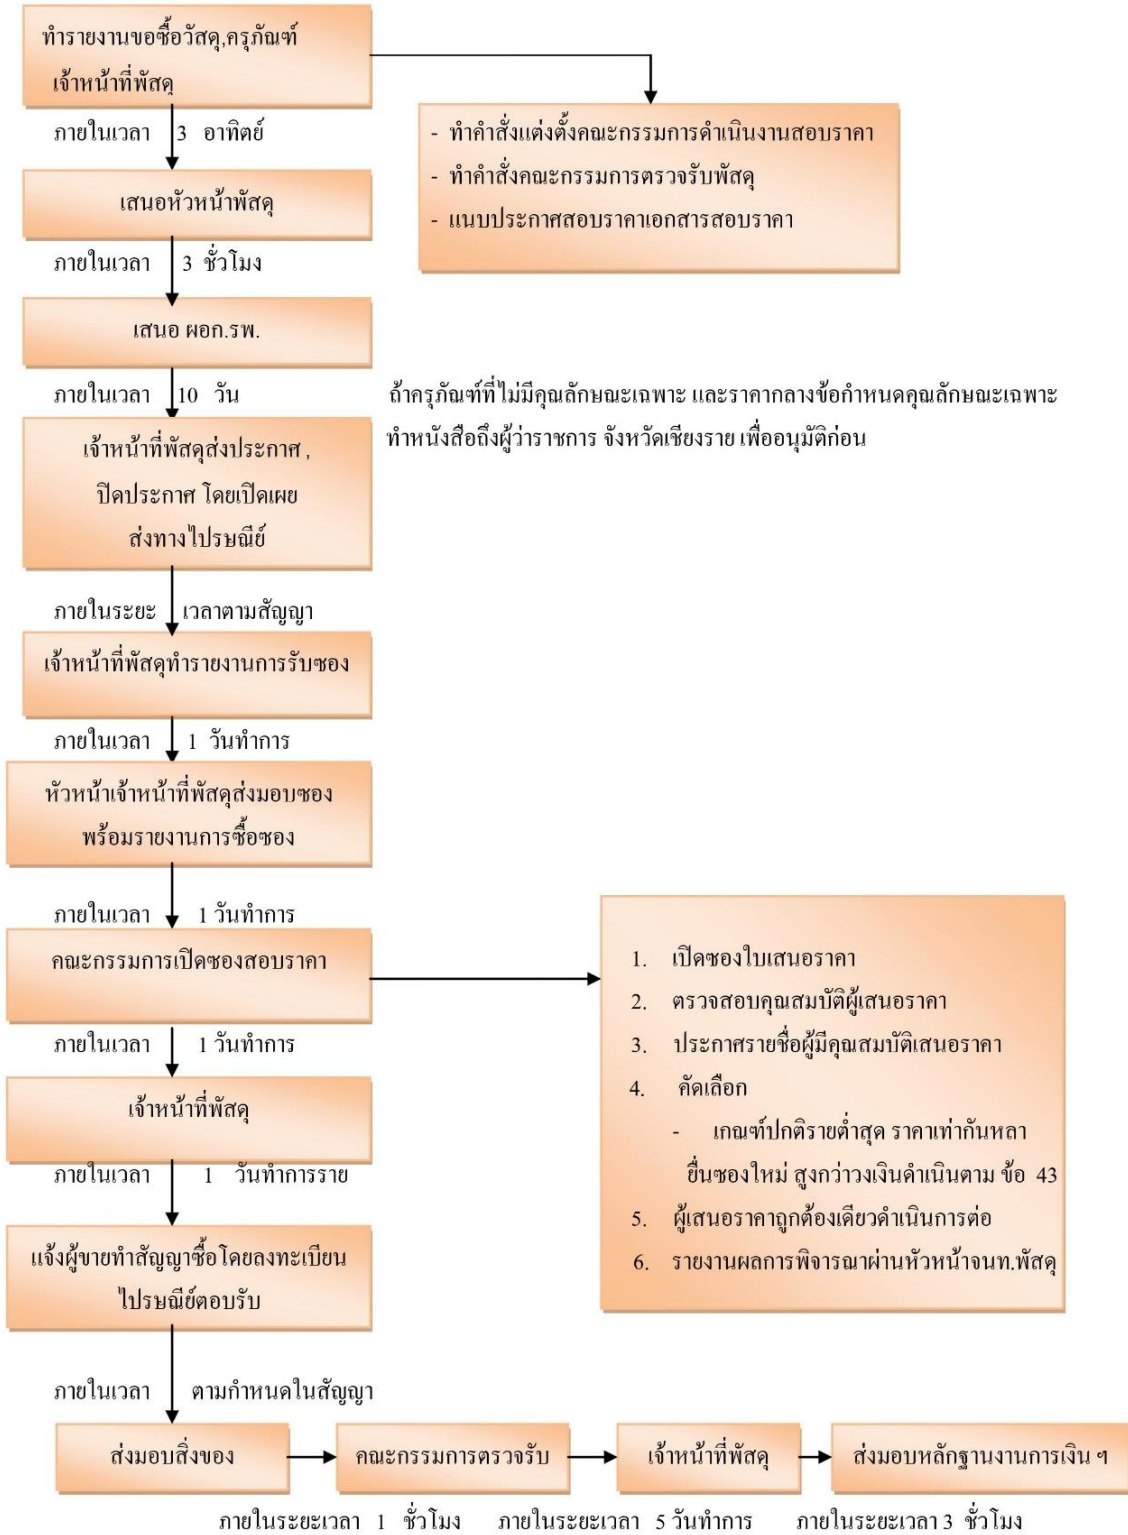 ทำรายงานขอซื้อวัสดุ,ครุภัณฑ์
เจ้าหน้าที่พัสดุ
ภายในเวลา 3 อาทิตย์
- ทำคำสั่งแต่งตั้งคณะกรรมการดำเนินงานสอบราคา
- ทำคำสั่งคณะกรรมการตรวจรับพัสดุ
- แนบประกาศสอบราคาเอกสารสอบราคา
เสนอหัวหน้าพัสดุ
ภายในเวลา 3 ชั่วโมง
เสนอ ผอก.รพ.
ภายในเวลา 10 วัน
ถ้าครุภัณฑ์ที่ไม่มีคุณลักษณะเฉพาะ และราคากลางข้อกำหนดคุณลักษณะเฉพาะ
ทำหนังสือถึงผู้ว่าราชการ จังหวัดเชียงราย เพื่ออนุมัติก่อน
เจ้าหน้าที่พัสดุส่งประกาศ ,
ปิดประกาศ โดยเปิดเผย
ส่งทางไปรษณีย์
ภายในระยะ เวลาตามสัญญา
เจ้าหน้าที่พัสดุทำรายงานการรับซอง
ภายในเวลา 1 วันทำการ
หัวหน้าเจ้าหน้าที่พัสดุส่งมอบซอง
พร้อมรายงานการซื้อซอง
ภายในเวลา 1 วันทำการ
คณะกรรมการเปิดซองสอบราคา
1. เปิดซองใบเสนอราคา
2. ตรวจสอบคุณสมบัติผู้เสนอราคา
3. ประกาศรายชื่อผู้มีคุณสมบัติเสนอราคา
4. คัดเลือก
- เกณฑ์ปกติรายต่ำสุด ราคาเท่ากันหลา
ยื่นซองใหม่ สูงกว่าวงเงินดำเนินตาม ข้อ 43
5. ผู้เสนอราคาถูกต้องเดียวดำเนินการต่อ
6. รายงานผลการพิจารณาผ่านหัวหน้าจนท.พัสดุ
ภายในเวลา 1 วันทำการ
เจ้าหน้าที่พัสดุ
ภายในเวลา 1 วันทำการราย
แจ้งผู้ขายทำสัญญาซื้อโดยลงทะเบียน
ไปรษณีย์ตอบรับ
ภายในเวลา ตามกำหนดในสัญญา
ส่งมอบสิ่งของ
คณะกรรมการตรวจรับ
เจ้าหน้าที่พัสดุ
ส่งมอบหลักฐานงานการเงิน ฯ
ภายในระยะเวลา 1 ชั่วโมง
ภายในระยะเวลา 5 วันทำการ
ภายในระยะเวลา 3 ชั่วโมง